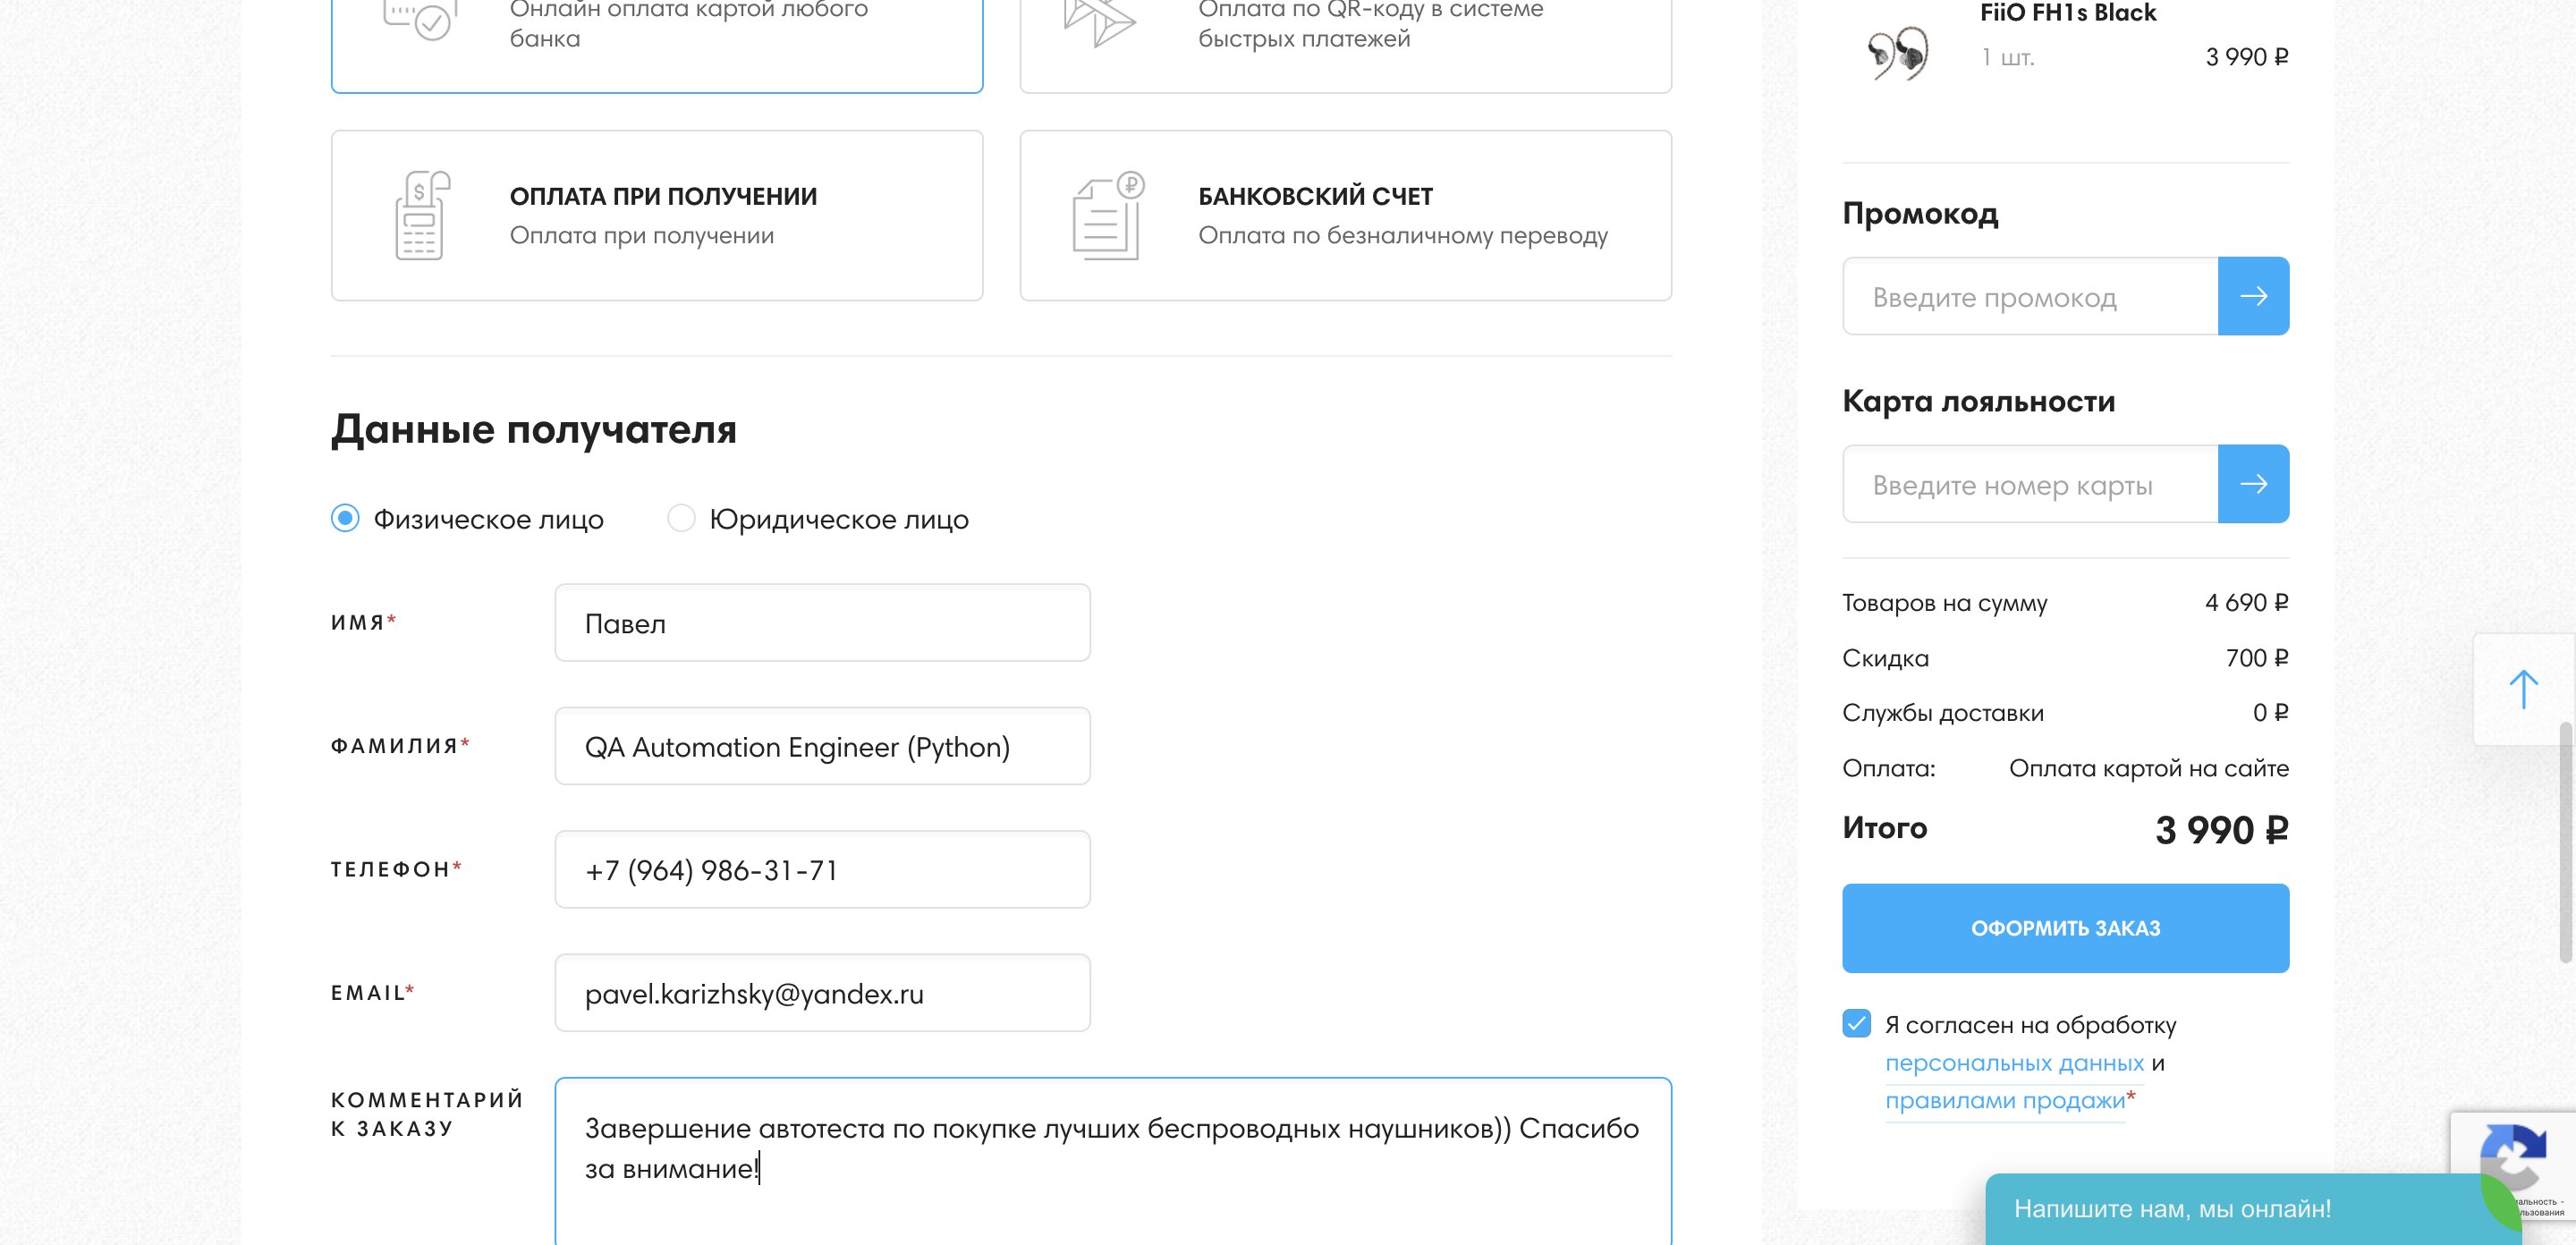 Онлайн оплата картой любого
банка
Оплата по QR-коду в системе
быстрых платежей
ОПЛАТА ПРИ ПОЛУЧЕНИИ
Оплата при получении
БАНКОВСКИЙ СЧЕТ
Оплата по безналичному переводу
Данные получателя
Физическое лицо
Юридическое лицо
ИМЯ*
Павел
ФАМИЛИЯ*
QA Automation Engineer (Python)
ТЕЛЕФОН*
+7 (964) 986-31-71
EMAIL*
pavel.karizhsky@yandex.ru
КОММЕНТАРИЙ
К ЗАКАЗУ
Завершение автотеста по покупке лучших беспроводных наушников)) Спасибо
за внимание!
FiiO FH1s Black
1 шт.
3 990 ₽
Промокод
Введите промокод
Карта лояльности
Введите номер карты
Товаров на сумму 4 690 ₽
Скидка 700 ₽
Службы доставки 0 ₽
Оплата: Оплата картой на сайте
Итого 3 990 ₽
ОФОРМИТЬ ЗАКАЗ
Я согласен на обработку
персональных данных и
правилами продажи*
Напишите нам, мы онлайн!